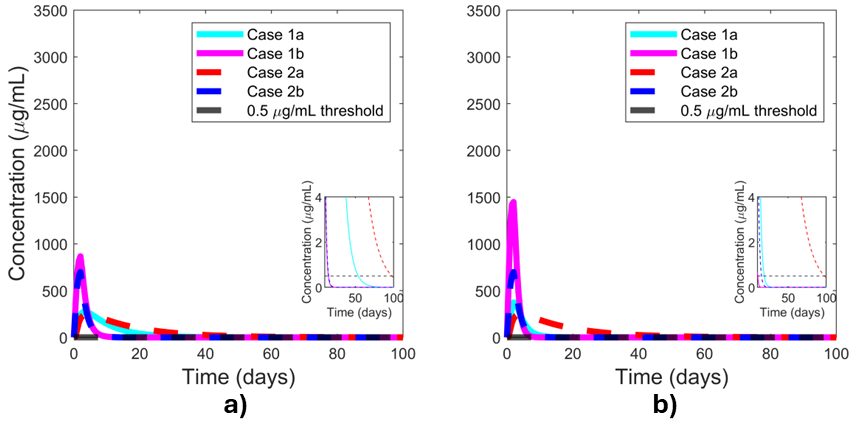 3500
3000
2500
2000
1500
1000
500
0
Concentration (μg/mL)
Case 1a
Case 1b
Case 2a
Case 2b
0.5 μg/mL threshold
4
2
0
Concentration (μg/mL)
50
100
Time (days)
0
20
40
60
80
100
Time (days)
a)
3500
3000
2500
2000
1500
1000
500
0
Case 1a
Case 1b
Case 2a
Case 2b
0.5 μg/mL threshold
4
2
0
Concentration (μg/mL)
50
100
Time (days)
0
20
40
60
80
100
Time (days)
b)